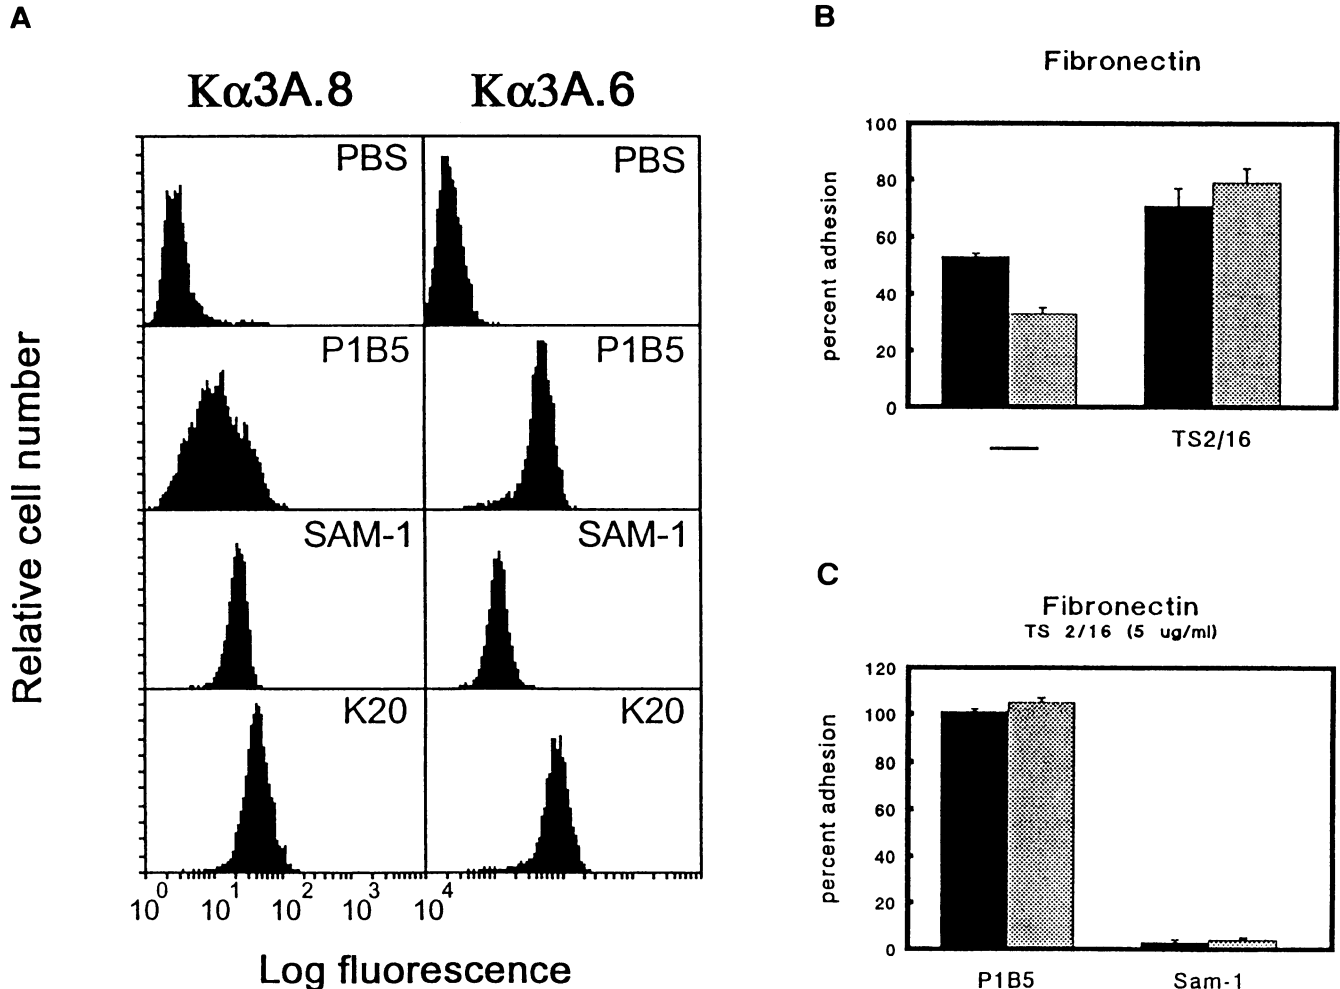 A
Kα3A.8
Kα3A.6
PBS
PBS
P1B5
P1B5
SAM-1
SAM-1
K20
K20
Relative cell number
10⁰ 10¹ 10² 10³ 10⁴
Log fluorescence
B
Fibronectin
percent adhesion
100
80
60
40
20
0
TS2/16
C
Fibronectin
TS 2/16 (5 ug/ml)
percent adhesion
120
100
80
60
40
20
0
P1B5 Sam-1